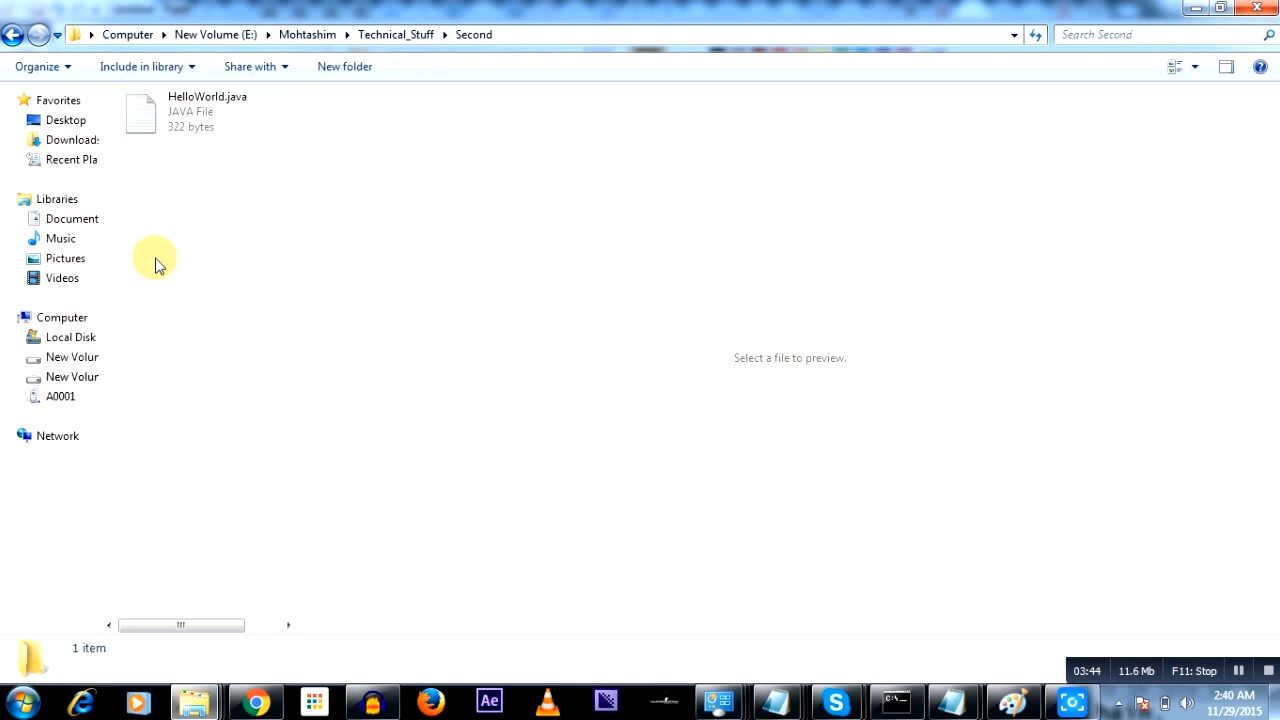 Computer New Volume (E:) Mohtashim Technical_Stuff Second Search Second
Organize Include in library Share with New folder
HelloWorld.java
JAVA File
322 bytes
Favorites
Desktop
Downloads
Recent Pla
Libraries
Document
Music
Pictures
Videos
Computer
Local Disk
New Volur
New Volur
A0001
Network
Select a file to preview.
1 item
03:44 11.6 Mb F11: Stop
Ae
C:\
2:40 AM
11/29/2015